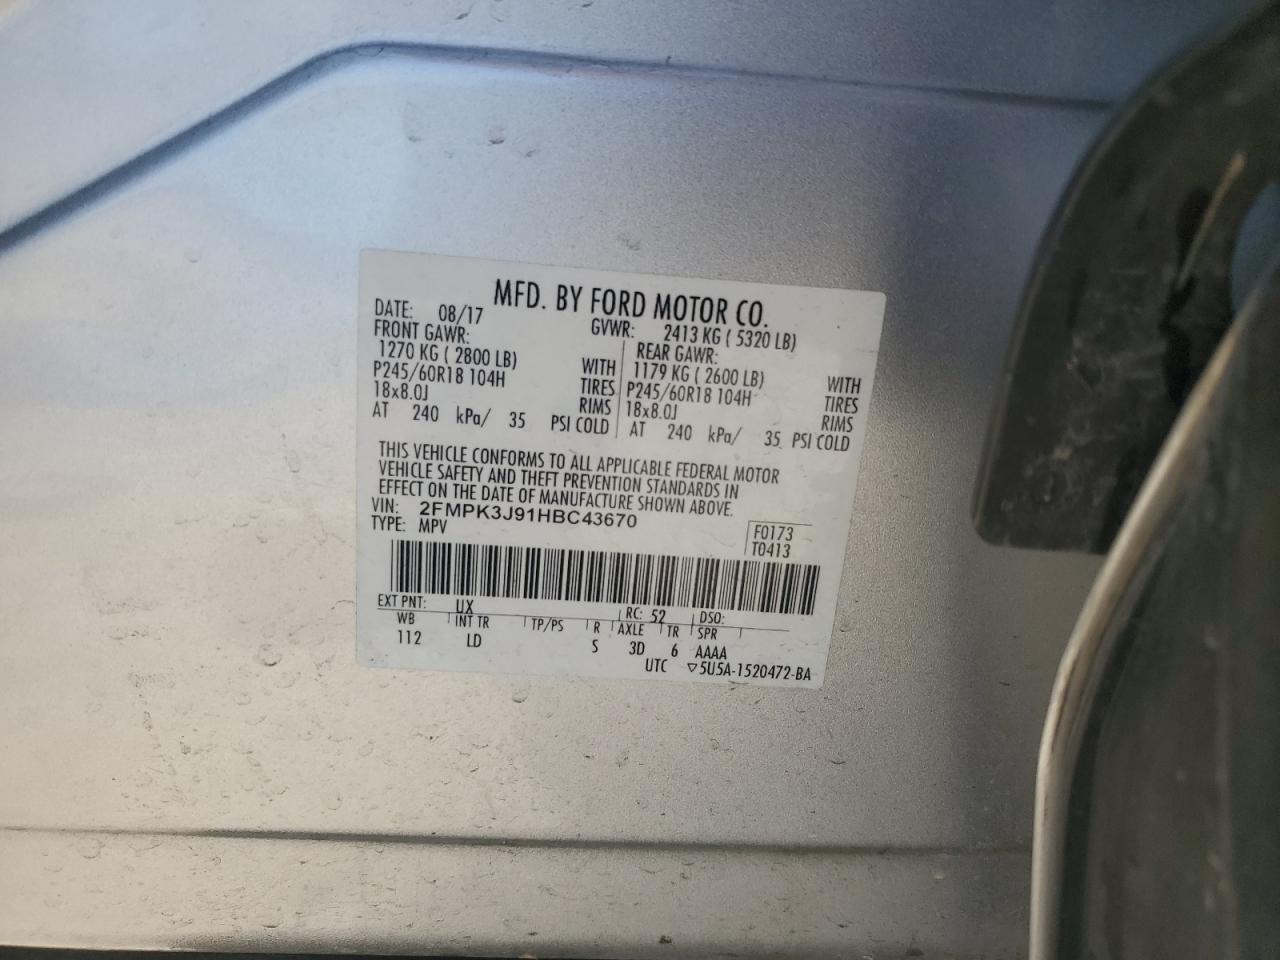 MFD. BY FORD MOTOR CO.
DATE: 08/17 GVWR: 2413 KG ( 5320 LB)
FRONT GAWR: REAR GAWR:
1270 KG ( 2800 LB) WITH 1179 KG ( 2600 LB) WITH
P245/60R18 104H TIRES P245/60R18 104H TIRES
18x8.0J RIMS 18x8.0J RIMS
AT 240 kPa/ 35 PSI COLD AT 240 kPa/ 35 PSI COLD
THIS VEHICLE CONFORMS TO ALL APPLICABLE FEDERAL MOTOR
VEHICLE SAFETY AND THEFT PREVENTION STANDARDS IN
EFFECT ON THE DATE OF MANUFACTURE SHOWN ABOVE.
VIN: 2FMPK3J91HBC43670
TYPE: MPV
F0173
T0413
EXT PNT: UX RC: 52 DSO:
WB INT TR TP/PS R AXLE TR SPR
112 LD S 3D 6 AAAA
UTC ▽5U5A-1520472-BA